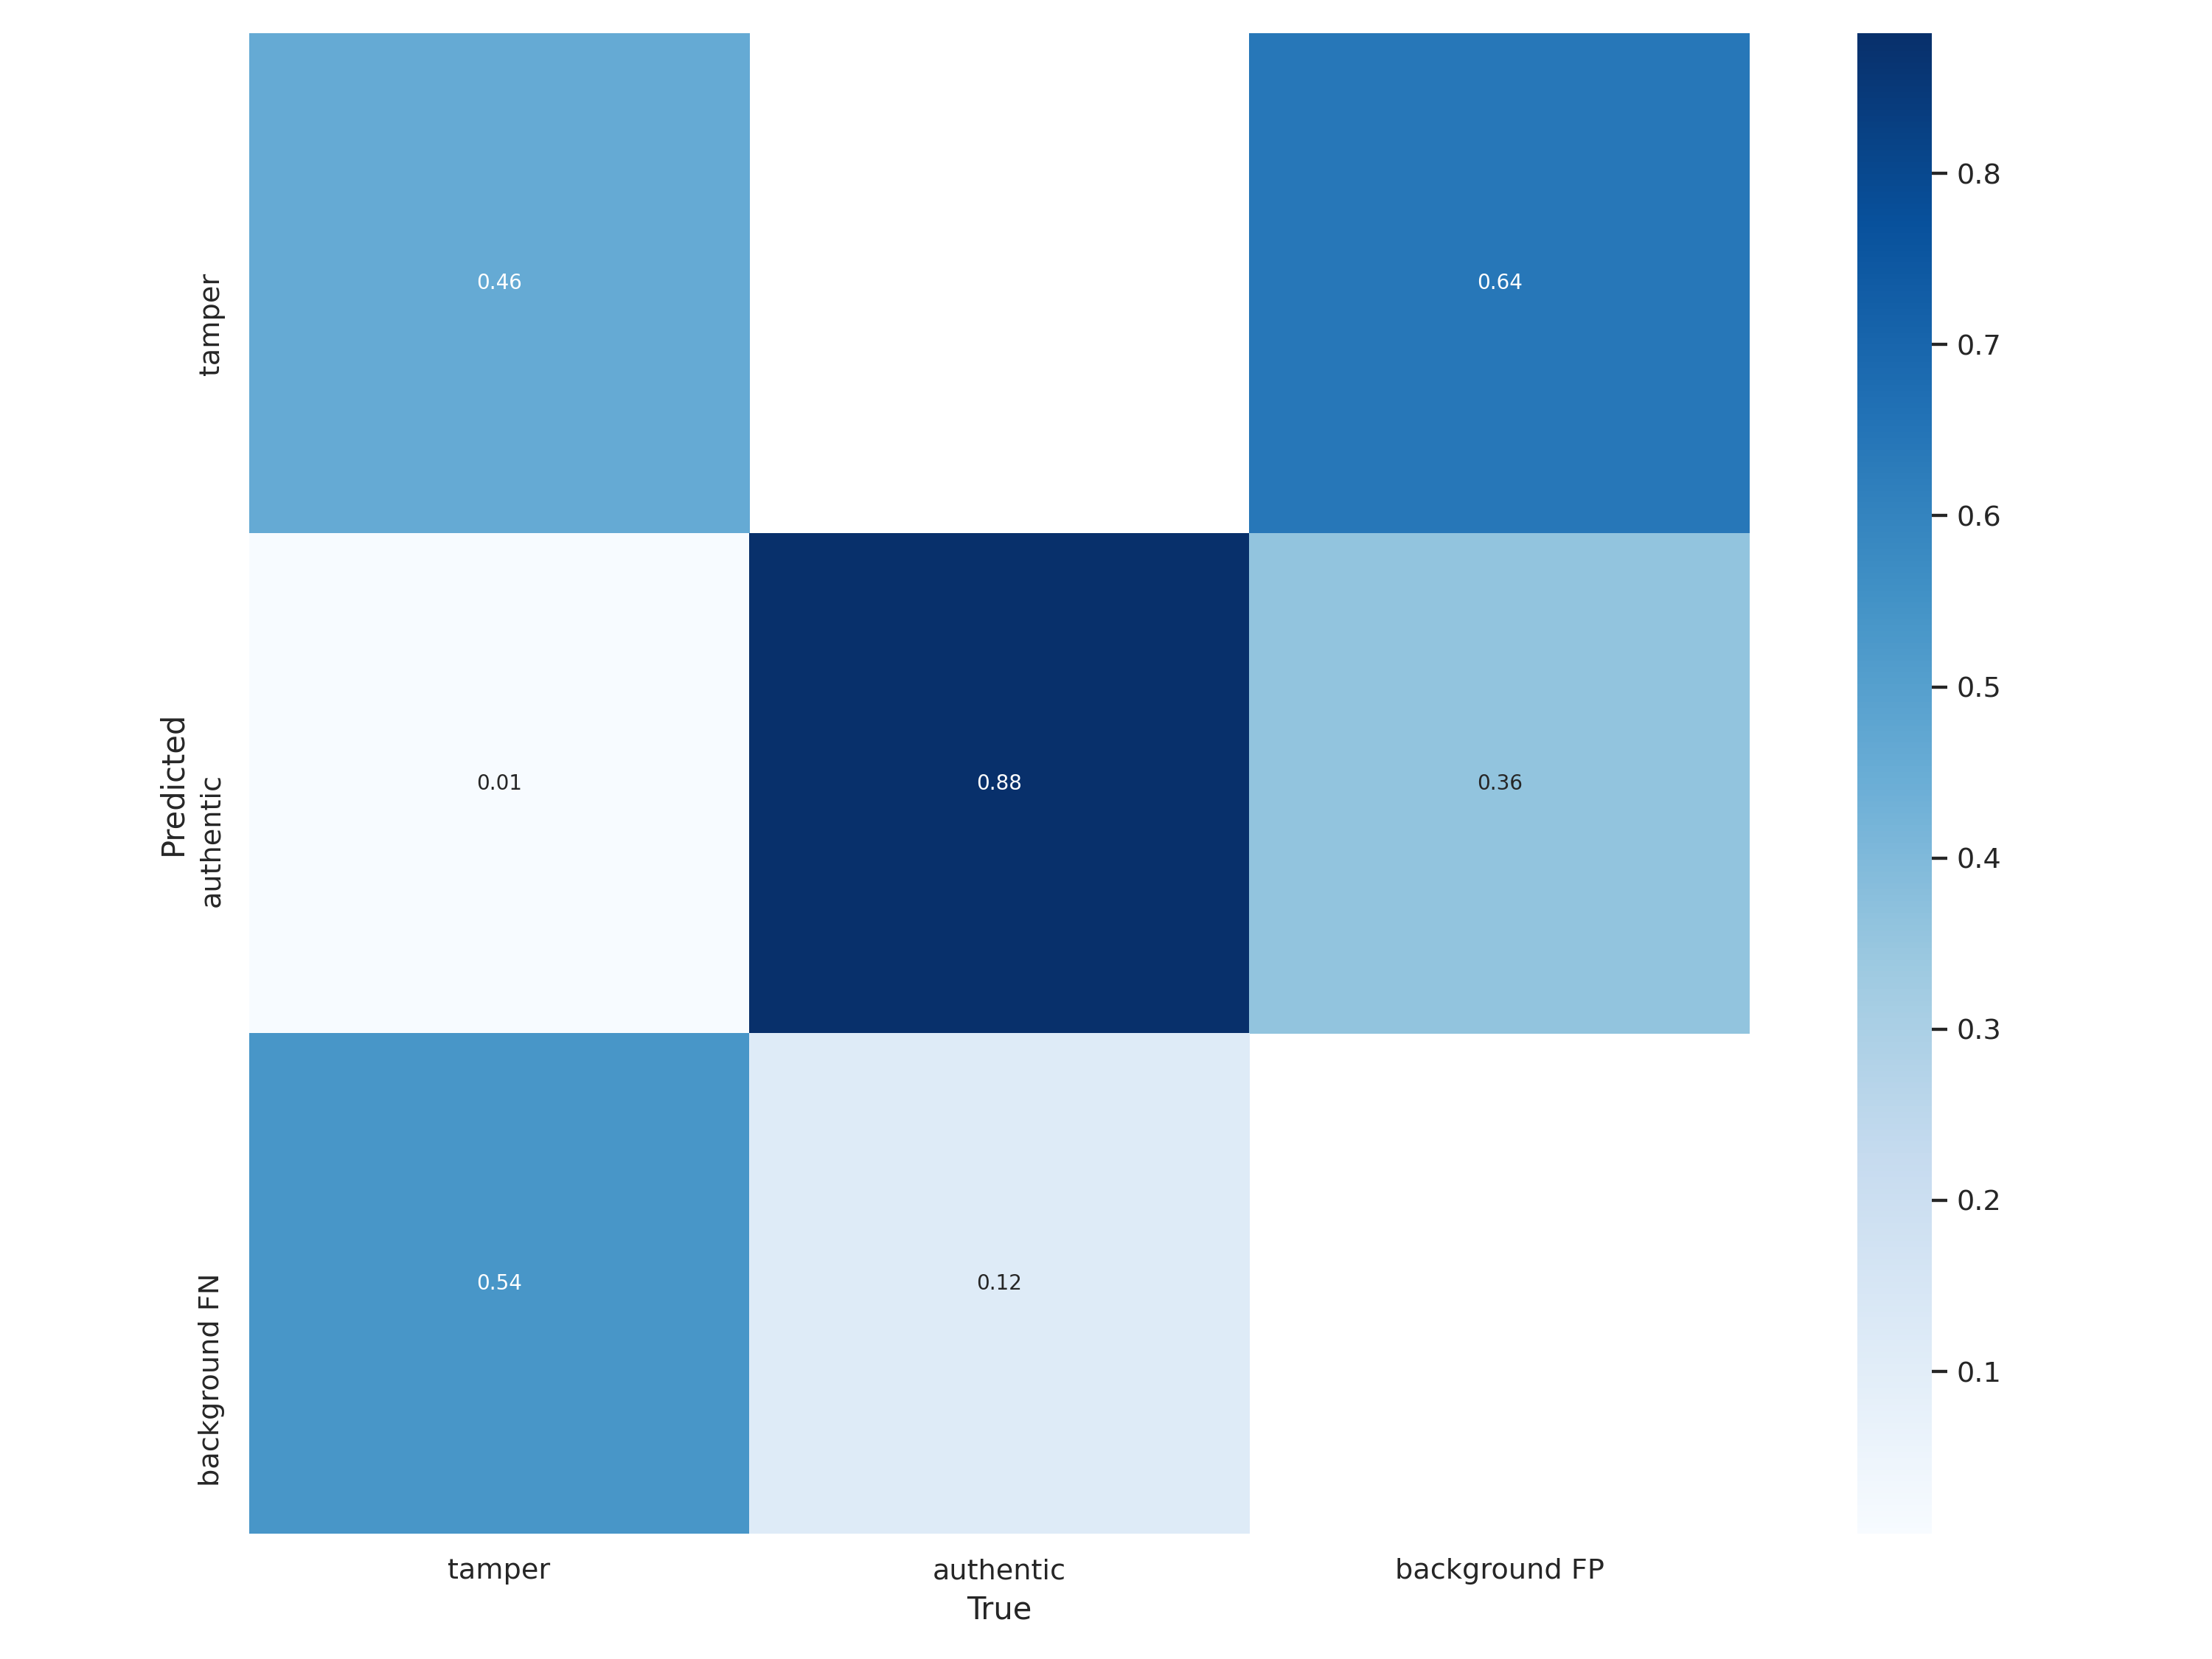 tamper
0.46
0.64
Predicted
authentic
0.01
0.88
0.36
background FN
0.54
0.12
tamper
authentic
background FP
True
0.8
0.7
0.6
0.5
0.4
0.3
0.2
0.1